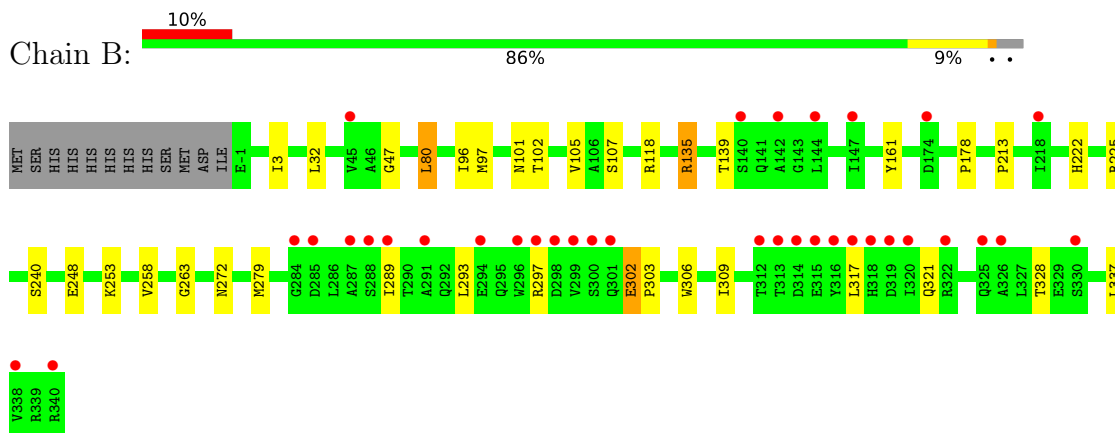 10%
Chain B:
86% 9% • •
MET SER HIS HIS HIS HIS HIS HIS SER MET ASP ILE E-1 I3 L32 V45 A46 G47 L80 I96 M97 N101 T102 V105 A106 S107 R118 R135 T139 S140 Q141 A142 G143 L144 I147 Y161 D174 P178 P213 I218 H222 R225
S240 E248 K253 V258 G263 N272 M279 G284 D285 L286 A287 S288 I289 T290 A291 Q292 L293 E294 Q295 W296 R297 D298 V299 S300 Q301 E302 P303 W306 I309 T312 T313 D314 E315 Y316 L317 H318 D319 I320 Q321 R322 Q325 A326 L327 T328 E329 S330 L337
V338 R339 R340